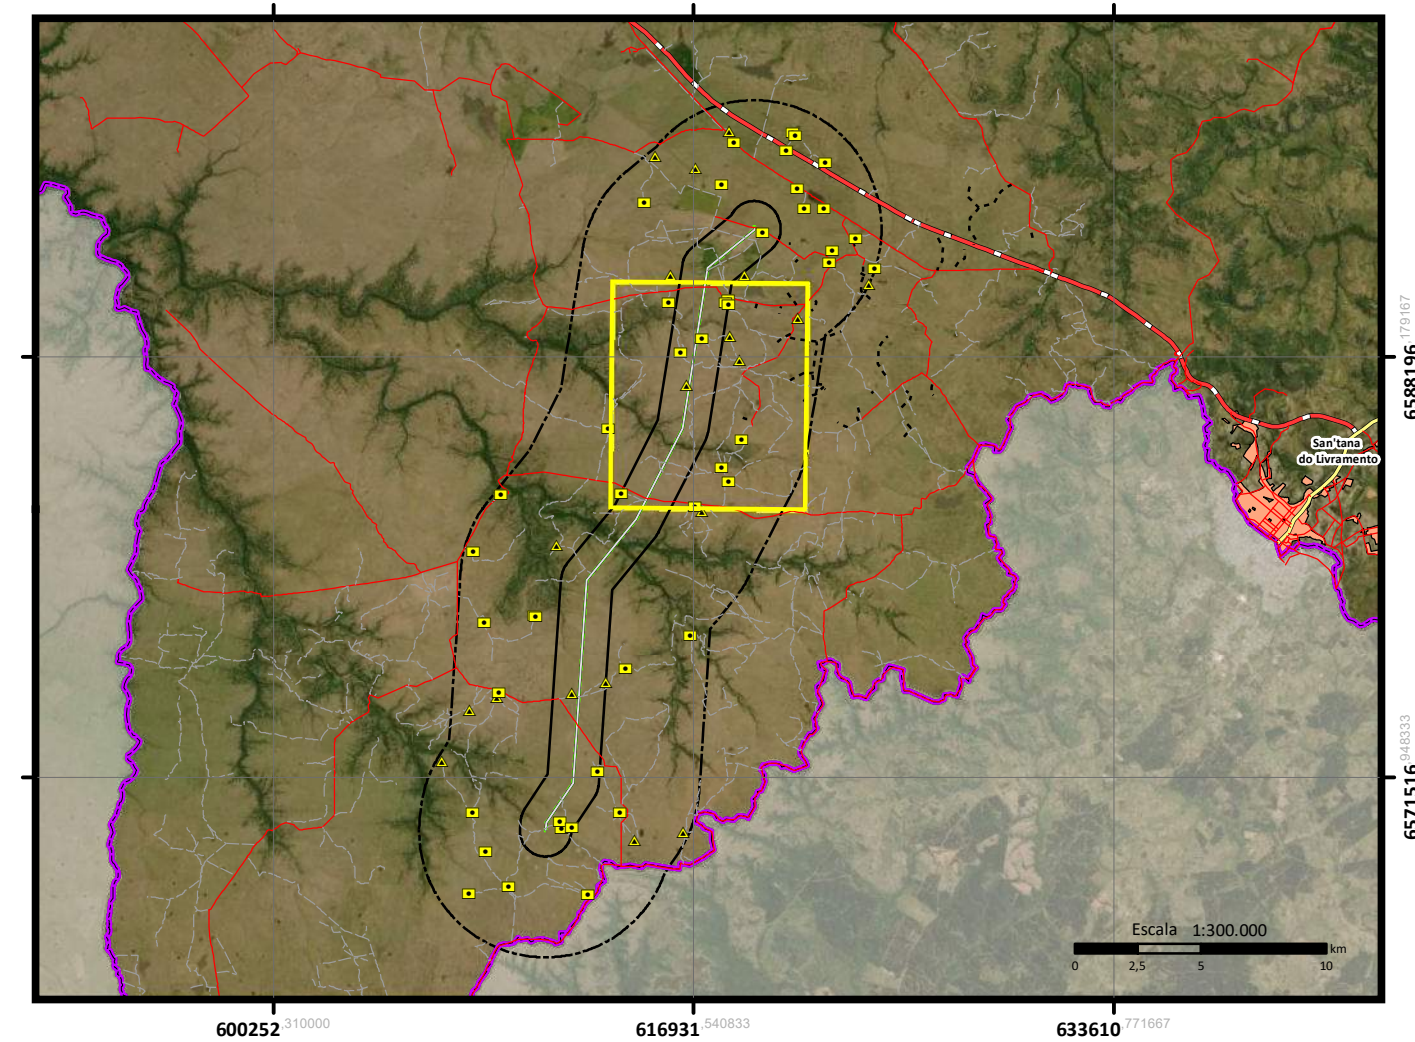 6588196,179167
San'tana
do Livramento
6571516,948333
Escala 1:300.000
km
0 2,5 5 10
600252,310000 616931,540833 633610,771667